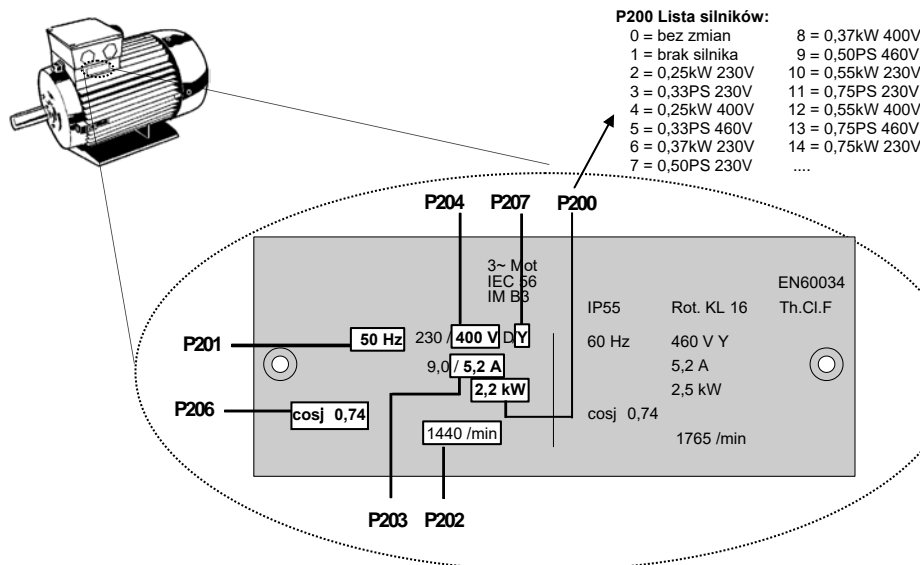 P200 Lista silników:
0 = bez zmian 8 = 0,37kW 400V
1 = brak silnika 9 = 0,50PS 460V
2 = 0,25kW 230V 10 = 0,55kW 230V
3 = 0,33PS 230V 11 = 0,75PS 230V
4 = 0,25kW 400V 12 = 0,55kW 400V
5 = 0,33PS 460V 13 = 0,75PS 460V
6 = 0,37kW 230V 14 = 0,75kW 230V
7 = 0,50PS 230V ....
P204 P207 P200
3~ Mot
IEC 56
IM B3
EN60034
IP55 Rot. KL 16 Th.Cl.F
P201 50 Hz 230 / 400 V D Y 60 Hz 460 V Y
9,0 / 5,2 A 5,2 A
2,2 kW 2,5 kW
P206 cosj 0,74 cosj 0,74
1440 /min 1765 /min
P203 P202